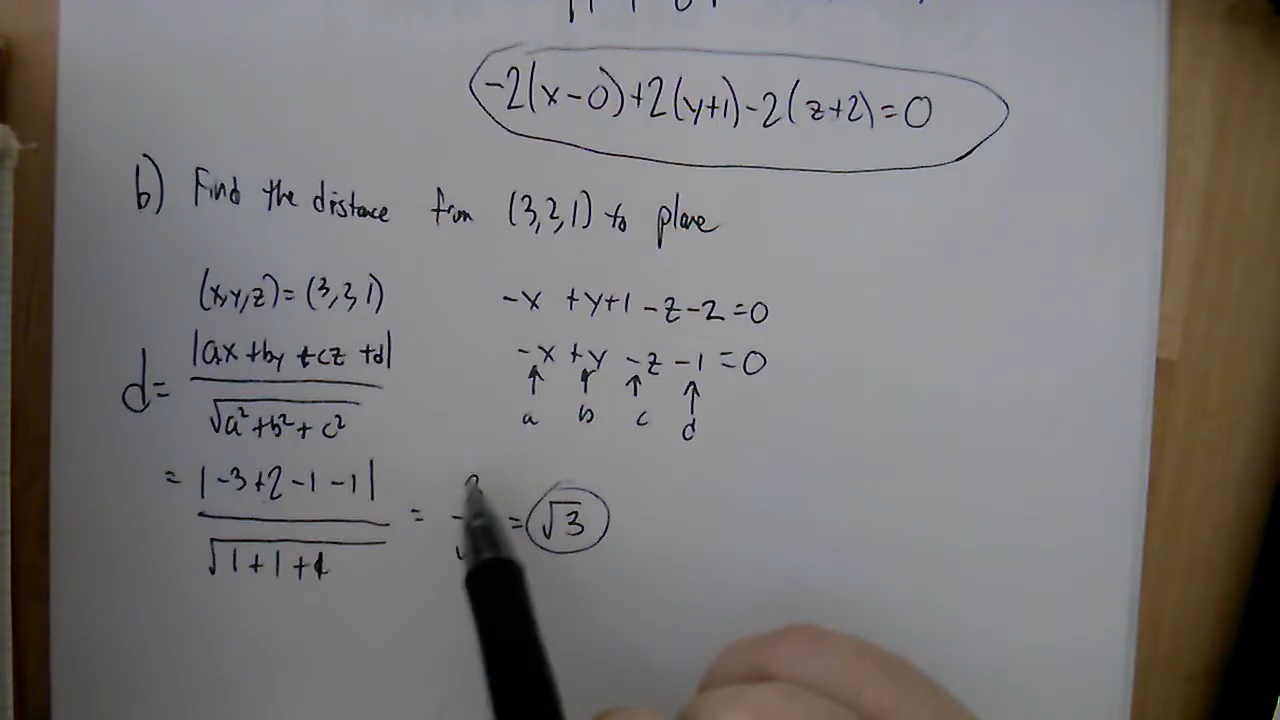 -2(x-0)+2(y+1)-2(z+2)=0
b) Find the distance from (3,2,1) to plane
(x,y,z)=(3,2,1)
-x +y+1 -z-2=0
d= |ax+by+cz+d|
√a²+b²+c²
-x +y -z -1 =0
a b c d
= |-3+2-1-1|
√1+1+1
= = √3